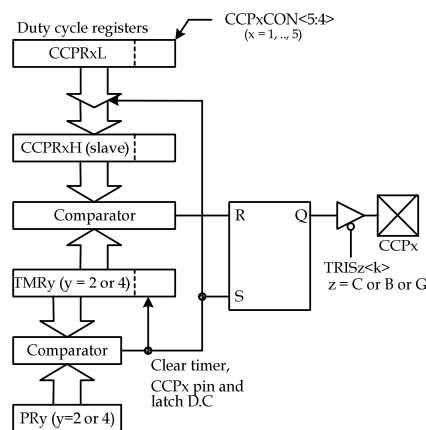 Duty cycle registers
CCPRxL
CCPxCON<5:4>
(x = 1, .., 5)
CCPRxH (slave)
Comparator
R
Q
S
CCPx
TRISz<k>
z = C or B or G
TMRy (y = 2 or 4)
Comparator
Clear timer,
CCPx pin and
latch D.C
PRy (y=2 or 4)